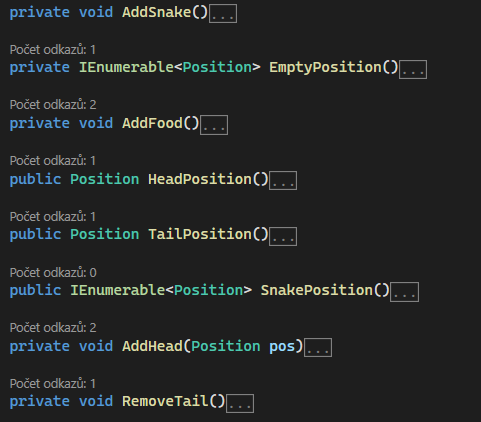 private void AddSnake()...
Počet odkazů: 1
private IEnumerable<Position> EmptyPosition()...
Počet odkazů: 2
private void AddFood()...
Počet odkazů: 1
public Position HeadPosition()...
Počet odkazů: 1
public Position TailPosition()...
Počet odkazů: 0
public IEnumerable<Position> SnakePosition()...
Počet odkazů: 2
private void AddHead(Position pos)...
Počet odkazů: 1
private void RemoveTail()...